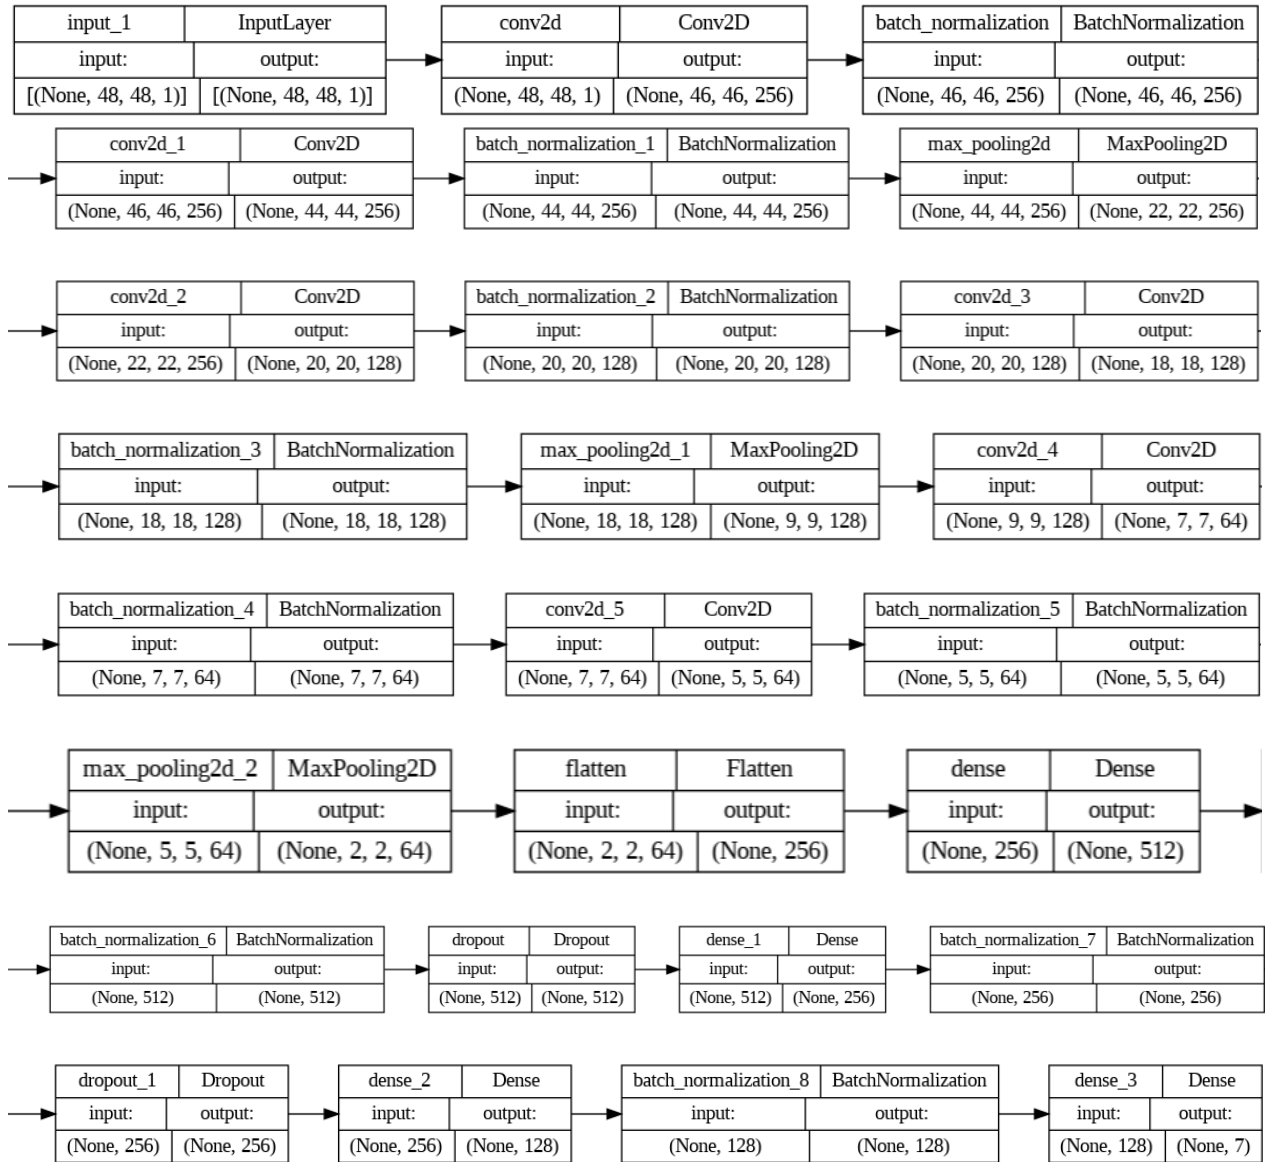 input_1 InputLayer conv2d Conv2D batch_normalization BatchNormalization
input: output: input: output: input: output:
[(None, 48, 48, 1)] [(None, 48, 48, 1)] (None, 48, 48, 1) (None, 46, 46, 256) (None, 46, 46, 256) (None, 46, 46, 256)
conv2d_1 Conv2D batch_normalization_1 BatchNormalization max_pooling2d MaxPooling2D
input: output: input: output: input: output:
(None, 46, 46, 256) (None, 44, 44, 256) (None, 44, 44, 256) (None, 44, 44, 256) (None, 44, 44, 256) (None, 22, 22, 256)
conv2d_2 Conv2D batch_normalization_2 BatchNormalization conv2d_3 Conv2D
input: output: input: output: input: output:
(None, 22, 22, 256) (None, 20, 20, 128) (None, 20, 20, 128) (None, 20, 20, 128) (None, 20, 20, 128) (None, 18, 18, 128)
batch_normalization_3 BatchNormalization max_pooling2d_1 MaxPooling2D conv2d_4 Conv2D
input: output: input: output: input: output:
(None, 18, 18, 128) (None, 18, 18, 128) (None, 18, 18, 128) (None, 9, 9, 128) (None, 9, 9, 128) (None, 7, 7, 64)
batch_normalization_4 BatchNormalization conv2d_5 Conv2D batch_normalization_5 BatchNormalization
input: output: input: output: input: output:
(None, 7, 7, 64) (None, 7, 7, 64) (None, 7, 7, 64) (None, 5, 5, 64) (None, 5, 5, 64) (None, 5, 5, 64)
max_pooling2d_2 MaxPooling2D flatten Flatten dense Dense
input: output: input: output: input: output:
(None, 5, 5, 64) (None, 2, 2, 64) (None, 2, 2, 64) (None, 256) (None, 256) (None, 512)
batch_normalization_6 BatchNormalization dropout Dropout dense_1 Dense batch_normalization_7 BatchNormalization
input: output: input: output: input: output: input: output:
(None, 512) (None, 512) (None, 512) (None, 512) (None, 512) (None, 256) (None, 256) (None, 256)
dropout_1 Dropout dense_2 Dense batch_normalization_8 BatchNormalization dense_3 Dense
input: output: input: output: input: output: input: output:
(None, 256) (None, 256) (None, 256) (None, 128) (None, 128) (None, 128) (None, 128) (None, 7)